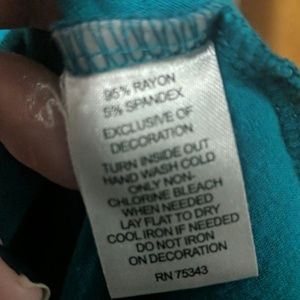 95% RAYON
5% SPANDEX
EXCLUSIVE OF
DECORATION
TURN INSIDE OUT
HAND WASH COLD
ONLY NON-
CHLORINE BLEACH
WHEN NEEDED
LAY FLAT TO DRY
COOL IRON IF NEEDED
DO NOT IRON
ON DECORATION
RN 75343